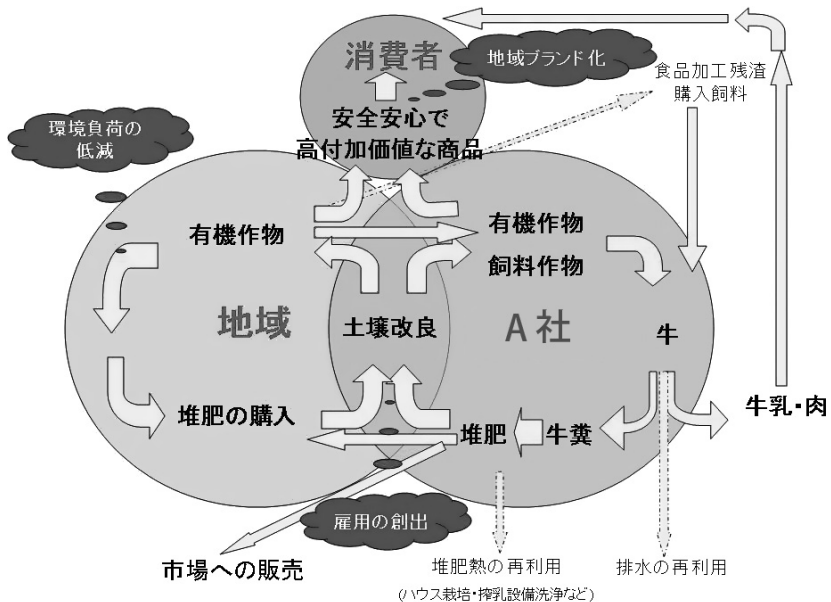 消費者
地域ブランド化
食品加工残渣
購入飼料
環境負荷の
低減
安全安心で
高付加価値な商品
有機作物
有機作物
飼料作物
地域
土壌改良
A社
牛
堆肥の購入
堆肥
牛糞
牛乳・肉
雇用の創出
市場への販売
堆肥熱の再利用
(ハウス栽培・搾乳設備洗浄など)
排水の再利用